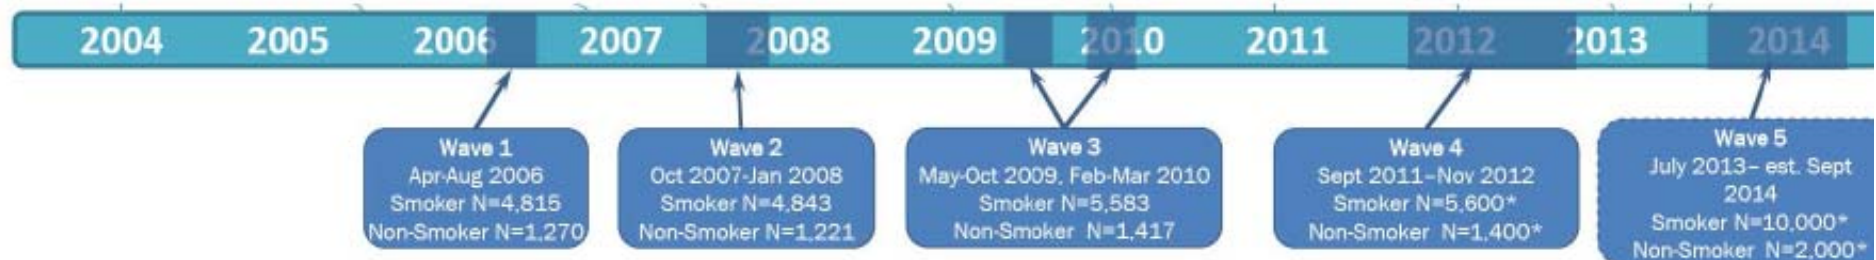 2004 2005 2006 2007 2008 2009 2010 2011 2012 2013 2014
Wave 1
Apr-Aug 2006
Smoker N=4,815
Non-Smoker N=1,270
Wave 2
Oct 2007-Jan 2008
Smoker N=4,843
Non-Smoker N=1,221
Wave 3
May-Oct 2009, Feb-Mar 2010
Smoker N=5,583
Non-Smoker N=1,417
Wave 4
Sept 2011–Nov 2012
Smoker N=5,600*
Non-Smoker N=1,400*
Wave 5
July 2013– est. Sept
2014
Smoker N=10,000*
Non-Smoker N=2,000*